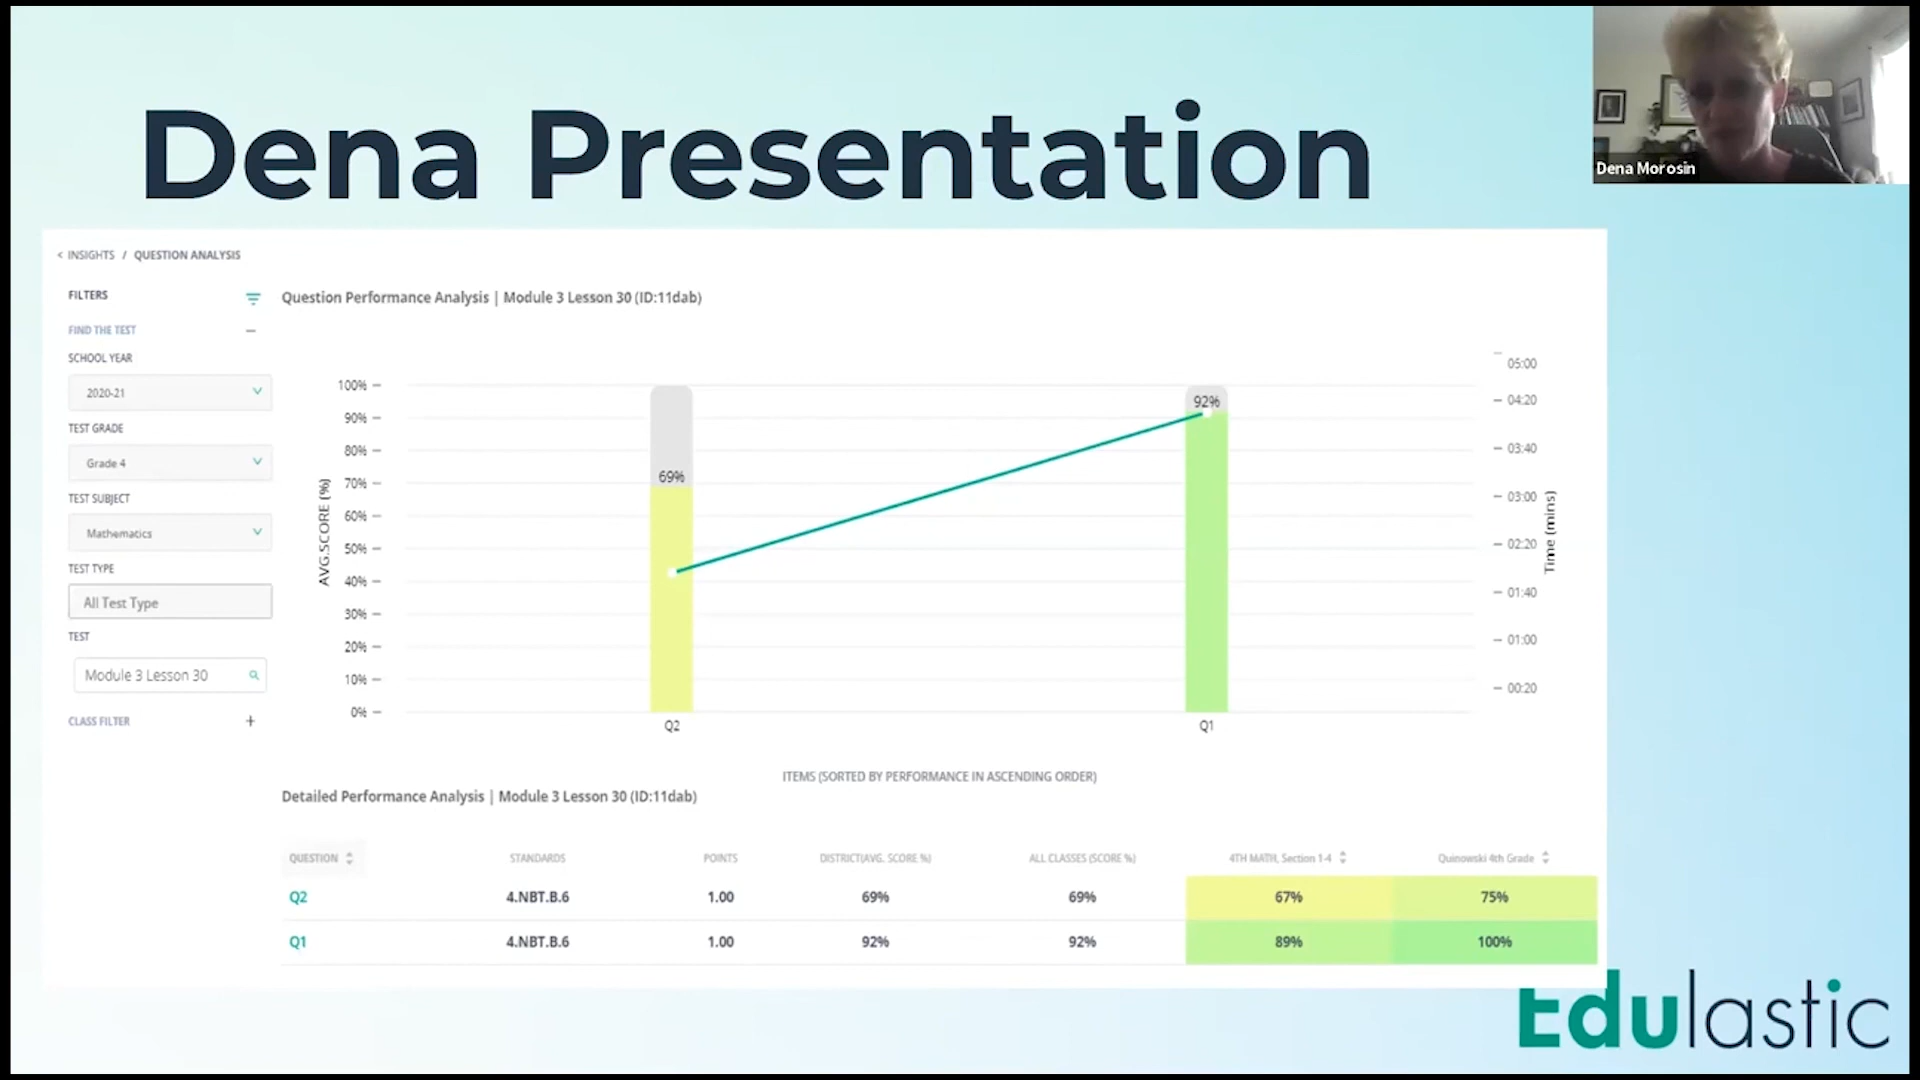 Dena Presentation
Dena Morosin
< INSIGHTS / QUESTION ANALYSIS
FILTERS
Question Performance Analysis | Module 3 Lesson 30 (ID:11dab)
FIND THE TEST
SCHOOL YEAR
2020-21
TEST GRADE
Grade 4
TEST SUBJECT
Mathematics
TEST TYPE
All Test Type
TEST
Module 3 Lesson 30
CLASS FILTER
AVG.SCORE (%)
100%
90%
80%
70%
60%
50%
40%
30%
20%
10%
0%
69%
92%
Q2
Q1
05:00
04:20
03:40
03:00
02:20
01:40
01:00
00:20
Time (mins)
ITEMS (SORTED BY PERFORMANCE IN ASCENDING ORDER)
Detailed Performance Analysis | Module 3 Lesson 30 (ID:11dab)
QUESTION STANDARDS POINTS DISTRICT(AVG. SCORE %) ALL CLASSES (SCORE %) 4TH MATH, Section 1-4 Quinowski 4th Grade
Q2 4.NBT.B.6 1.00 69% 69% 67% 75%
Q1 4.NBT.B.6 1.00 92% 92% 89% 100%
Edulastic